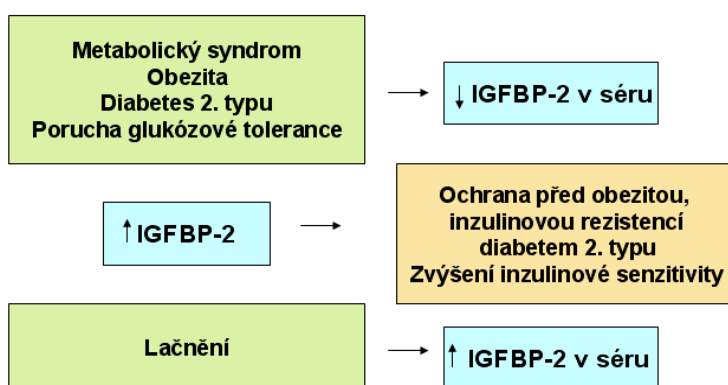 Metabolický syndrom
Obezita
Diabetes 2. typu
Porucha glukózové tolerance
→
↓ IGFBP-2 v séru
↑ IGFBP-2
→
Ochrana před obezitou,
inzulinovou rezistencí
diabetem 2. typu
Zvýšení inzulinové senzitivity
Lačnění
→
↑ IGFBP-2 v séru